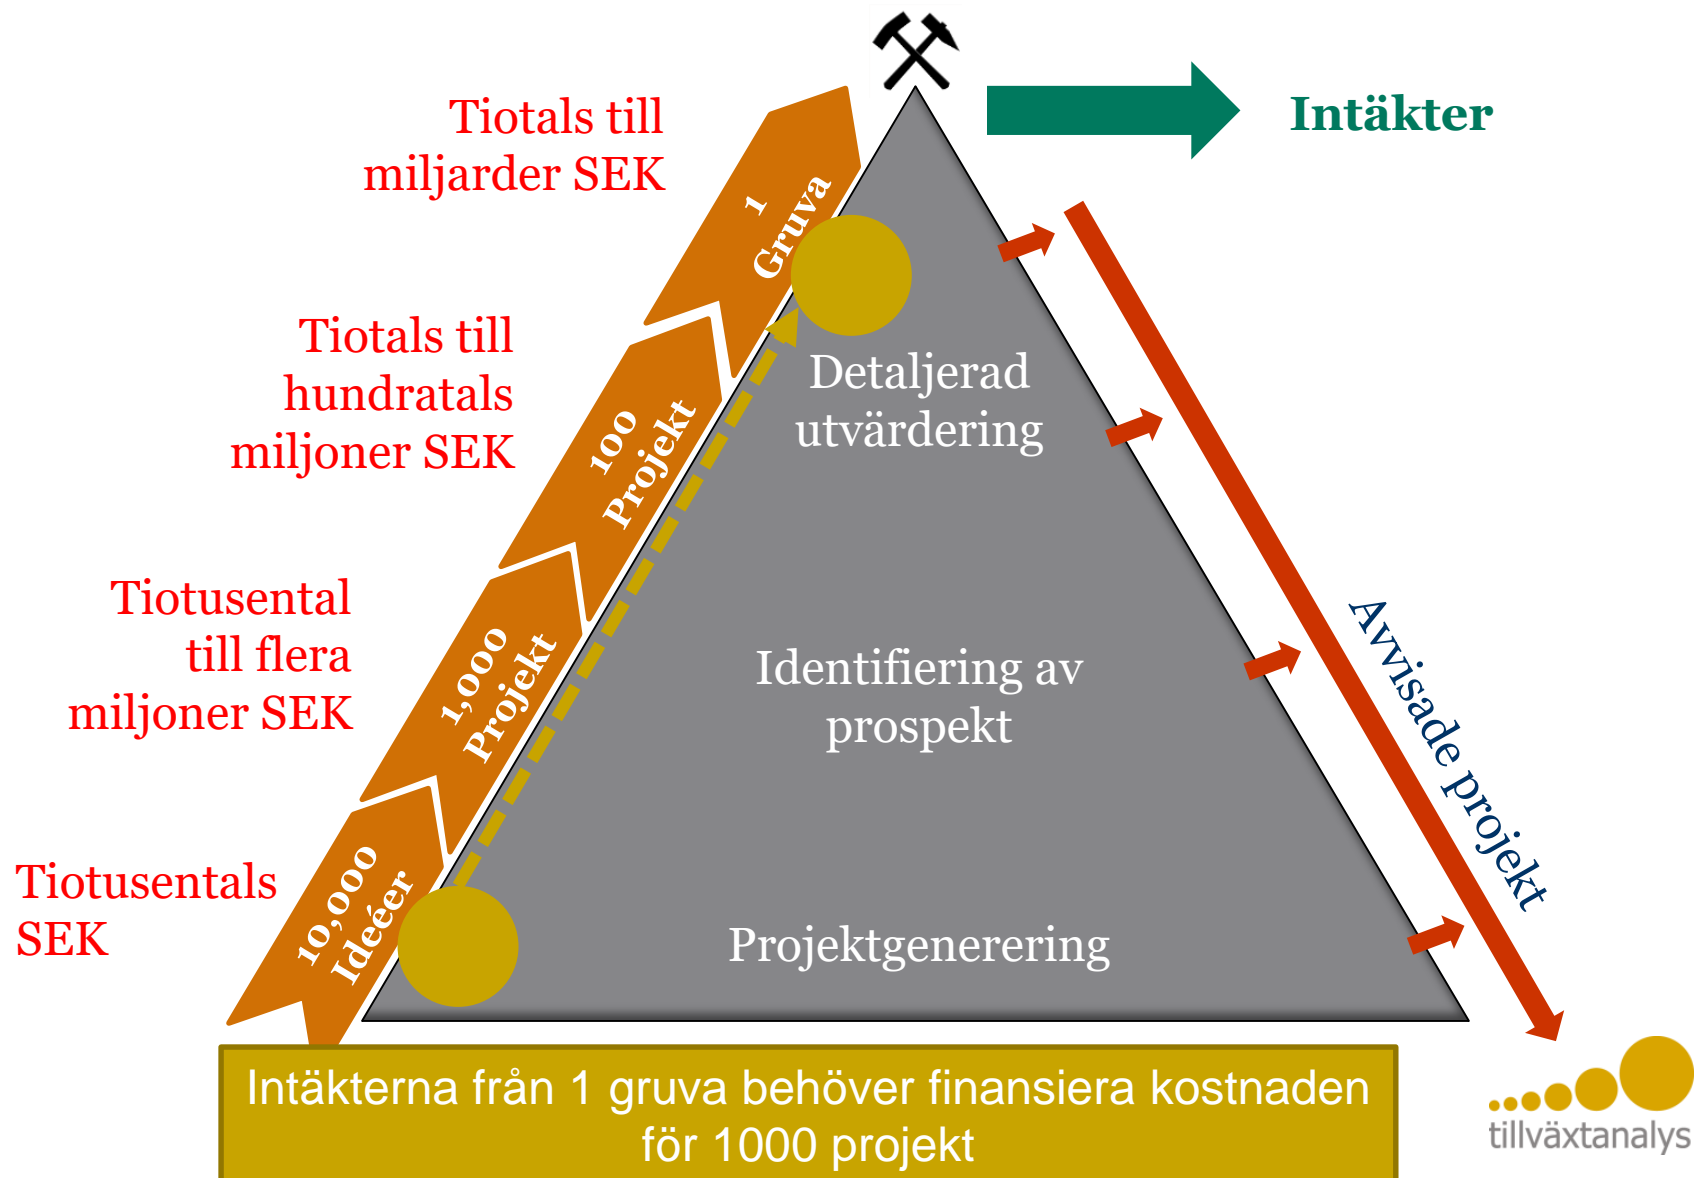 Tiotals till
miljarder SEK
Intäkter
1
Gruva
Tiotals till
hundratals
miljoner SEK
Detaljerad
utvärdering
100
Projekt
Tiotusental
till flera
miljoner SEK
1,000
Projekt
Identifiering av
prospekt
Avvisade projekt
Tiotusentals
SEK
10,000
Ideéer
Projektgenerering
Intäkterna från 1 gruva behöver finansiera kostnaden
för 1000 projekt
tillväxtanalys